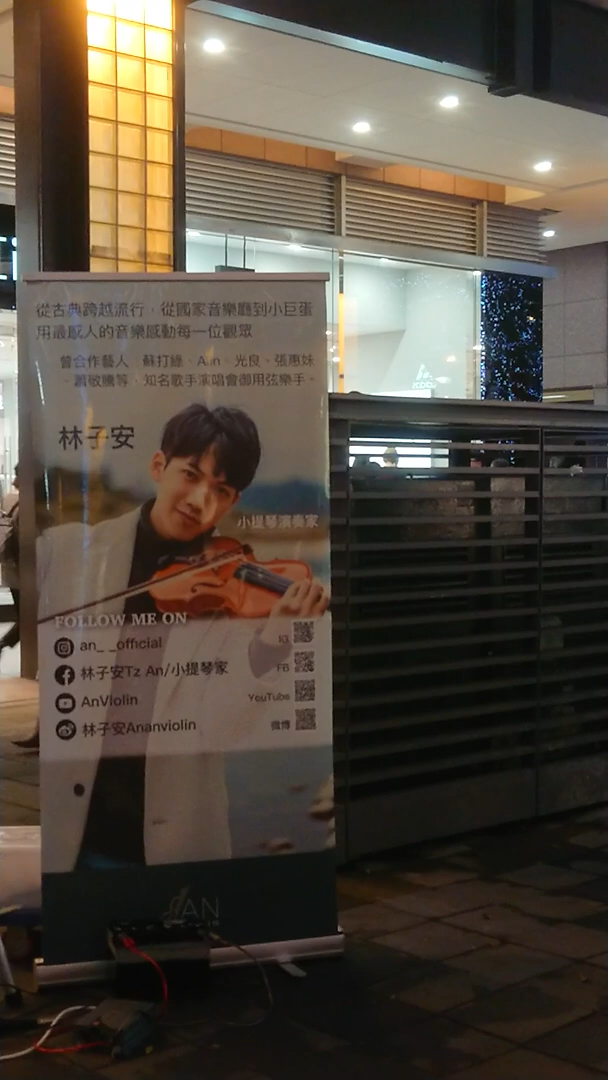 從古典跨越流行，從國家音樂廳到小巨蛋
用最感人的音樂感動每一位觀眾
曾合作藝人：蘇打綠、A-Lin、光良、張惠妹
、蕭敬騰等，知名歌手演唱會御用弦樂手。
林子安
小提琴演奏家
FOLLOW ME ON
an__official
IG
林子安Tz An/小提琴家
FB
AnViolin
YouTube
林子安Ananviolin
微博
AN